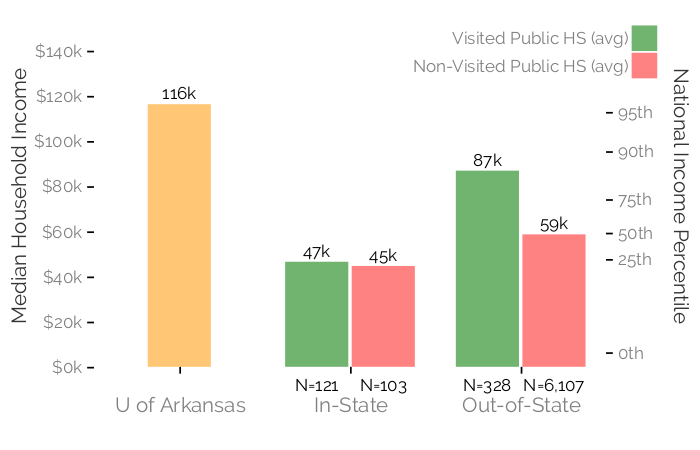 Visited Public HS (avg)
Non-Visited Public HS (avg)
Median Household Income
$140k
$120k
$100k
$80k
$60k
$40k
$20k
$0k
116k
47k
45k
87k
59k
95th
90th
75th
50th
25th
0th
National Income Percentile
N=121 N=103 N=328 N=6,107
U of Arkansas In-State Out-of-State